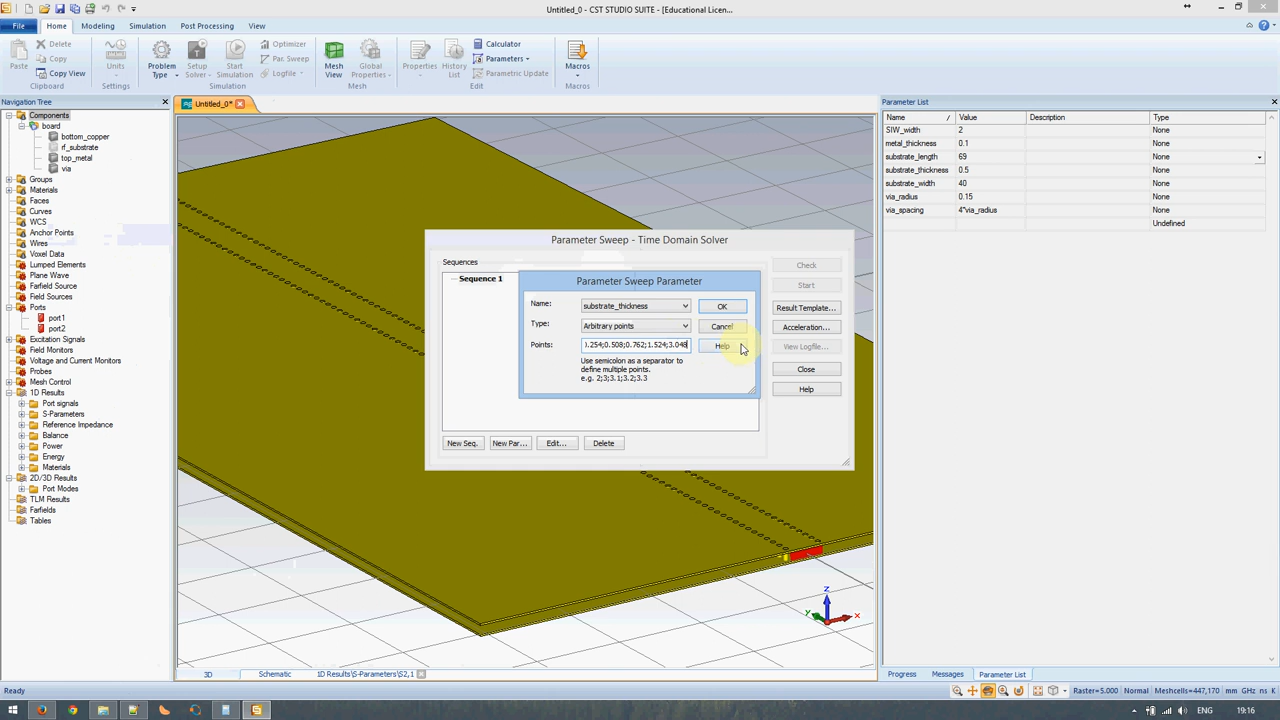 Untitled_0* - CST STUDIO SUITE - [Educational Licen...
File Home Modeling Simulation Post Processing View
Paste
Delete
Copy
Copy View
Clipboard
Units
Settings
Problem Type
Setup Solver
Start Simulation
Optimizer
Par. Sweep
Logfile
Simulation
Mesh View
Global Properties
Mesh
Properties
History List
Calculator
Parameters
Parametric Update
Edit
Macros
Macros
Navigation Tree
Components
board
bottom_copper
rf_substrate
top_metal
via
Groups
Materials
Faces
Curves
WCS
Anchor Points
Wires
Voxel Data
Lumped Elements
Plane Wave
Farfield Source
Field Sources
Ports
port1
port2
Excitation Signals
Field Monitors
Voltage and Current Monitors
Probes
Mesh Control
1D Results
Port signals
S-Parameters
Reference Impedance
Balance
Power
Energy
Materials
2D/3D Results
Port Modes
TLM Results
Farfields
Tables
Untitled_0*
Parameter Sweep - Time Domain Solver
Sequences
Sequence 1
Check
Start
Result Template...
Acceleration...
View Logfile...
Close
Help
New Seq. New Par... Edit... Delete
Parameter Sweep Parameter
Name: substrate_thickness OK
Type: Arbitrary points Cancel
Points: .254;0.508;0.762;1.524;3.048 Help
Use semicolon as a separator to
define multiple points.
e.g. 2;3;3.1;3.2;3.3
Z
Y
X
3D Schematic 1D Results\S-Parameters\S2,1
Parameter List
Name / Value Description Type
SIW_width 2 None
metal_thickness 0.1 None
substrate_length 69 None
substrate_thickness 0.5 None
substrate_width 40 None
via_radius 0.15 None
via_spacing 4*via_radius None
Undefined
Progress Messages Parameter List
Ready
Raster=5.000 Normal Meshcells=447,170 mm GHz ns K
ENG 19:16